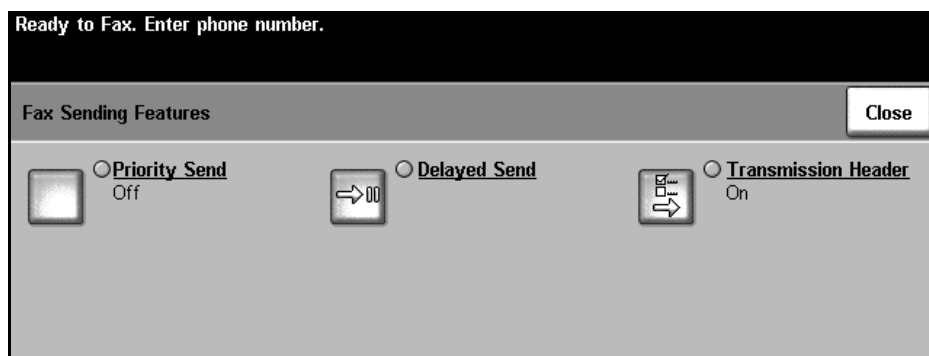 Ready to Fax. Enter phone number.
Fax Sending Features
Close
Priority Send
Off
Delayed Send
Transmission Header
On